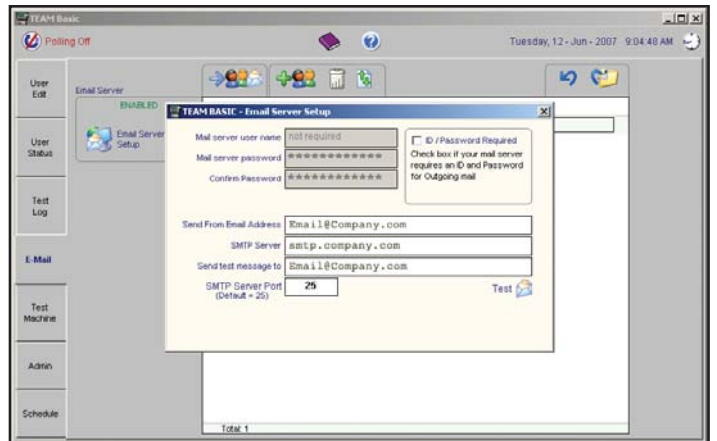 TEAM Basic
Polling Off
Tuesday, 12 - Jun - 2007 9:04:48 AM
User Edit
User Status
Test Log
E-Mail
Test Machine
Admin
Schedule
Email Server
ENABLED
Email Server Setup
TEAM BASIC - Email Server Setup
Mail server user name not required
Mail server password ************
Confirm Password ************
ID / Password Required
Check box if your mail server
requires an ID and Password
for Outgoing mail
Send From Email Address Email@Company.com
SMTP Server smtp.company.com
Send test message to Email@Company.com
SMTP Server Port 25
(Default = 25)
Test
Total: 1